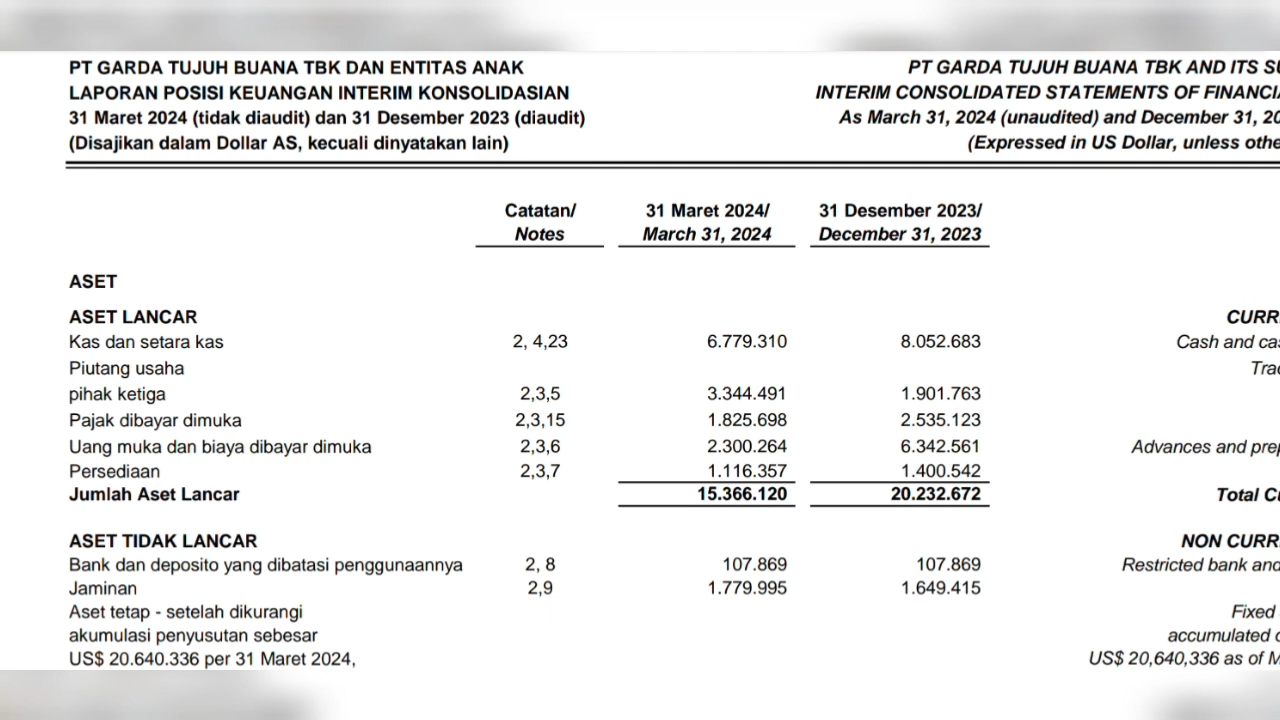 PT GARDA TUJUH BUANA TBK DAN ENTITAS ANAK
LAPORAN POSISI KEUANGAN INTERIM KONSOLIDASIAN
31 Maret 2024 (tidak diaudit) dan 31 Desember 2023 (diaudit)
(Disajikan dalam Dollar AS, kecuali dinyatakan lain)
PT GARDA TUJUH BUANA TBK AND ITS
INTERIM CONSOLIDATED STATEMENTS OF
As March 31, 2024 (unaudited) and December 31,
(Expressed in US Dollar, unless
Catatan/ 31 Maret 2024/ 31 Desember 2023/
Notes March 31, 2024 December 31, 2023
ASET
ASET LANCAR
Kas dan setara kas 2, 4,23 6.779.310 8.052.683 Cash and
Piutang usaha
pihak ketiga 2,3,5 3.344.491 1.901.763
Pajak dibayar dimuka 2,3,15 1.825.698 2.535.123
Uang muka dan biaya dibayar dimuka 2,3,6 2.300.264 6.342.561 Advances and
Persediaan 2,3,7 1.116.357 1.400.542
Jumlah Aset Lancar 15.366.120 20.232.672 Total
ASET TIDAK LANCAR NON
Bank dan deposito yang dibatasi penggunaannya 2, 8 107.869 107.869 Restricted bank and
Jaminan 2,9 1.779.995 1.649.415
Aset tetap - setelah dikurangi Fixed
akumulasi penyusutan sebesar accumulated
US$ 20.640.336 per 31 Maret 2024, US$ 20,640,336 as of